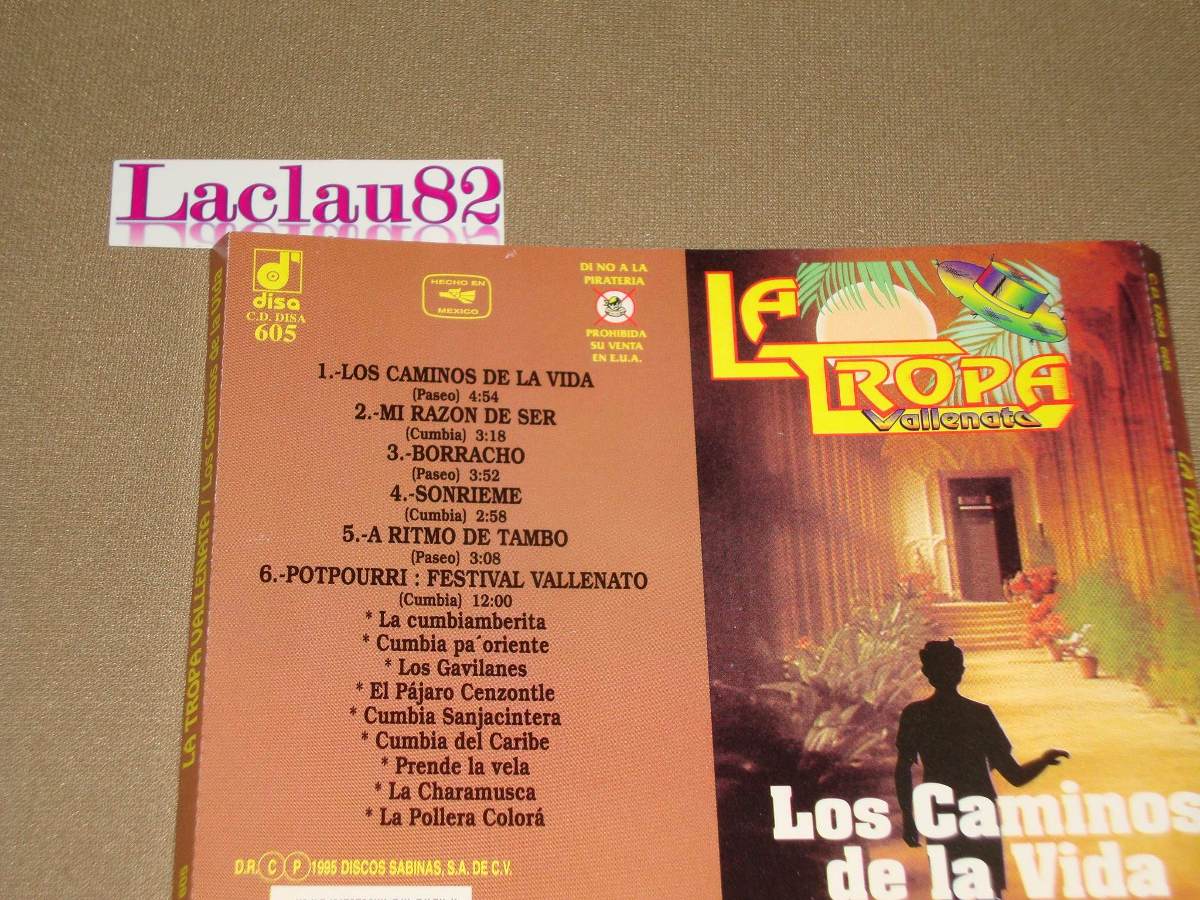 Laclau82
disa
C.D. DISA
605
HECHO EN
MEXICO
DI NO A LA
PIRATERIA
PROHIBIDA
SU VENTA
EN E.U.A.
1.-LOS CAMINOS DE LA VIDA
(Paseo) 4:54
2.-MI RAZON DE SER
(Cumbia) 3:18
3.-BORRACHO
(Paseo) 3:52
4.-SONRIEME
(Cumbia) 2:58
5.-A RITMO DE TAMBO
(Paseo) 3:08
6.-POTPOURRI : FESTIVAL VALLENATO
(Cumbia) 12:00
* La cumbiamberita
* Cumbia pa´oriente
* Los Gavilanes
* El Pájaro Cenzontle
* Cumbia Sanjacintera
* Cumbia del Caribe
* Prende la vela
* La Charamusca
* La Pollera Colorá
D.R. C P 1995 DISCOS SABINAS, S.A. DE C.V.
LA TROPA VALLENATA / Los Caminos de la Vida
605
LA
TROPA
Vallenata
Los Caminos
de la Vida
C.D. DISA 605